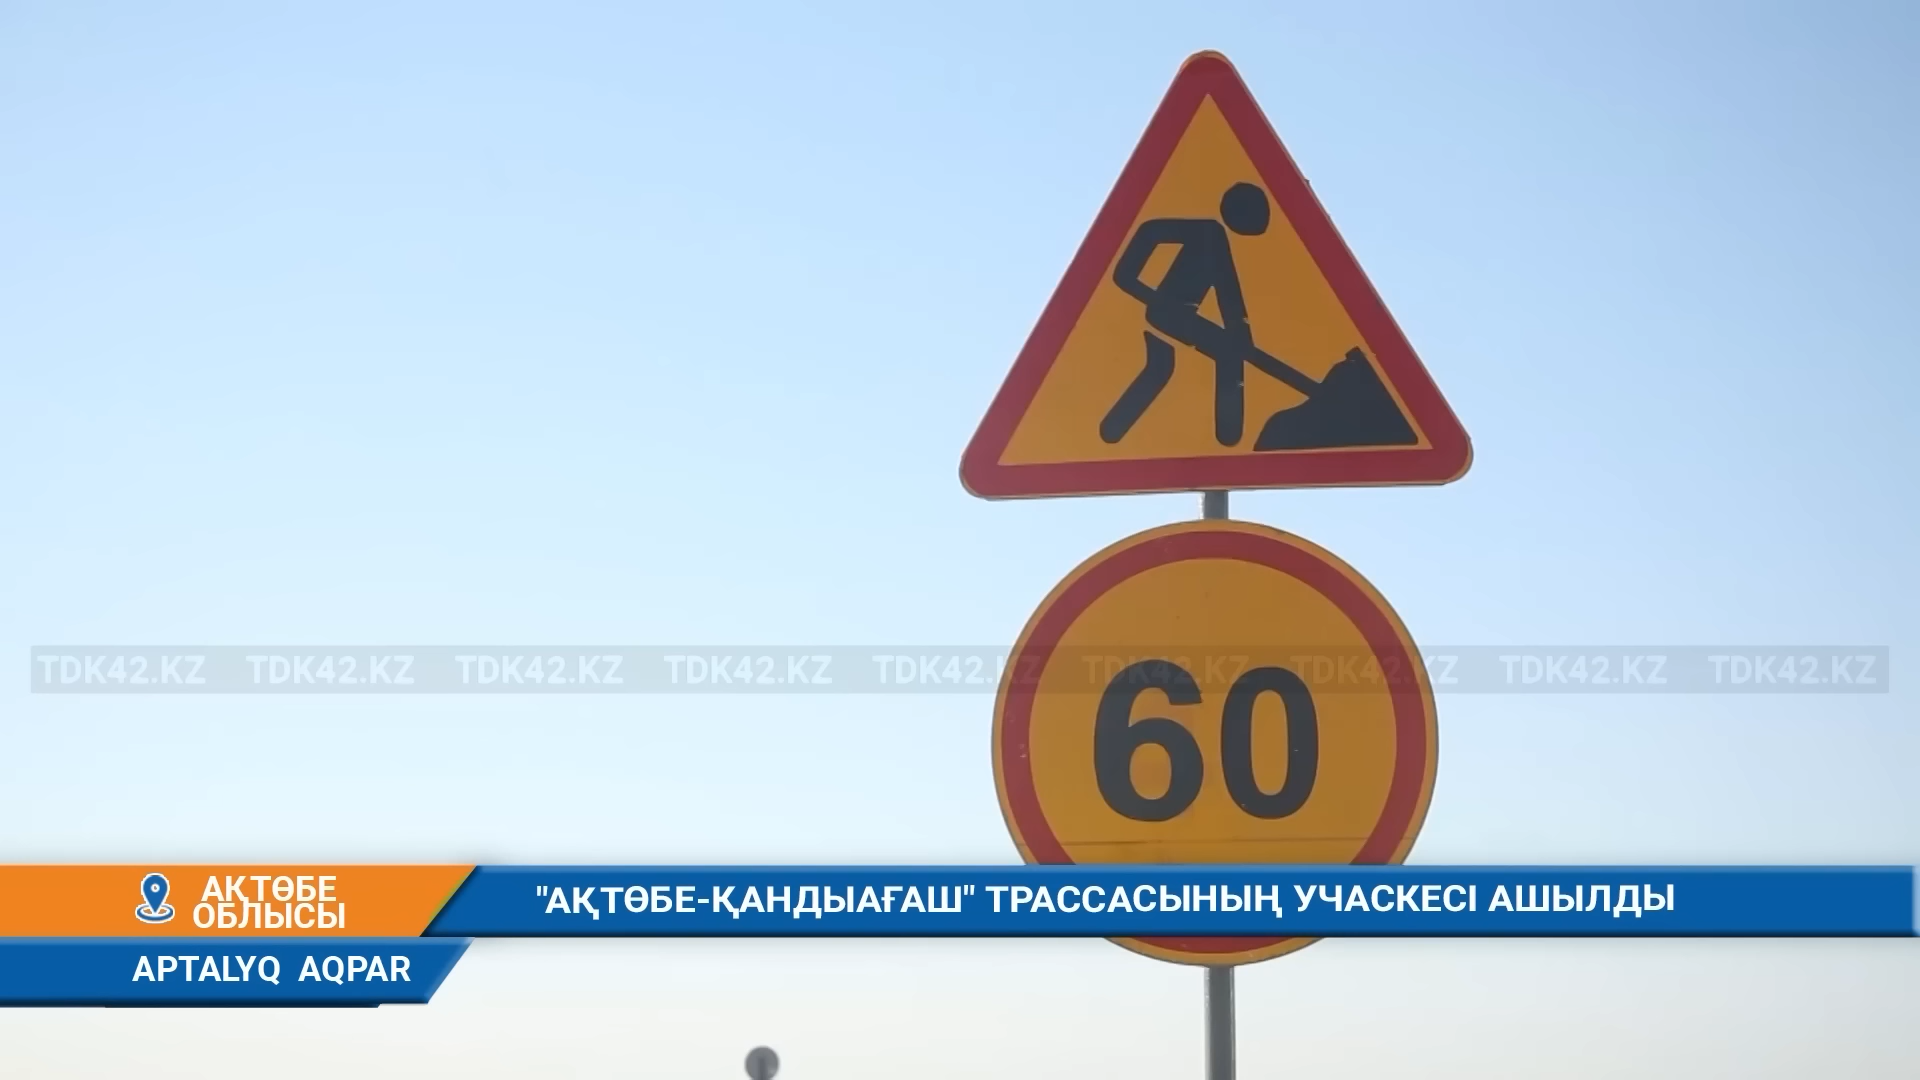 TDK42.KZ TDK42.KZ TDK42.KZ TDK42.KZ TDK42.KZ TDK42.KZ TDK42.KZ TDK42.KZ TDK42.KZ
60
АҚТӨБЕ
ОБЛЫСЫ
"АҚТӨБЕ-ҚАНДЫАҒАШ" ТРАССАСЫНЫҢ УЧАСКЕСІ АШЫЛДЫ
APTALYQ AQPAR